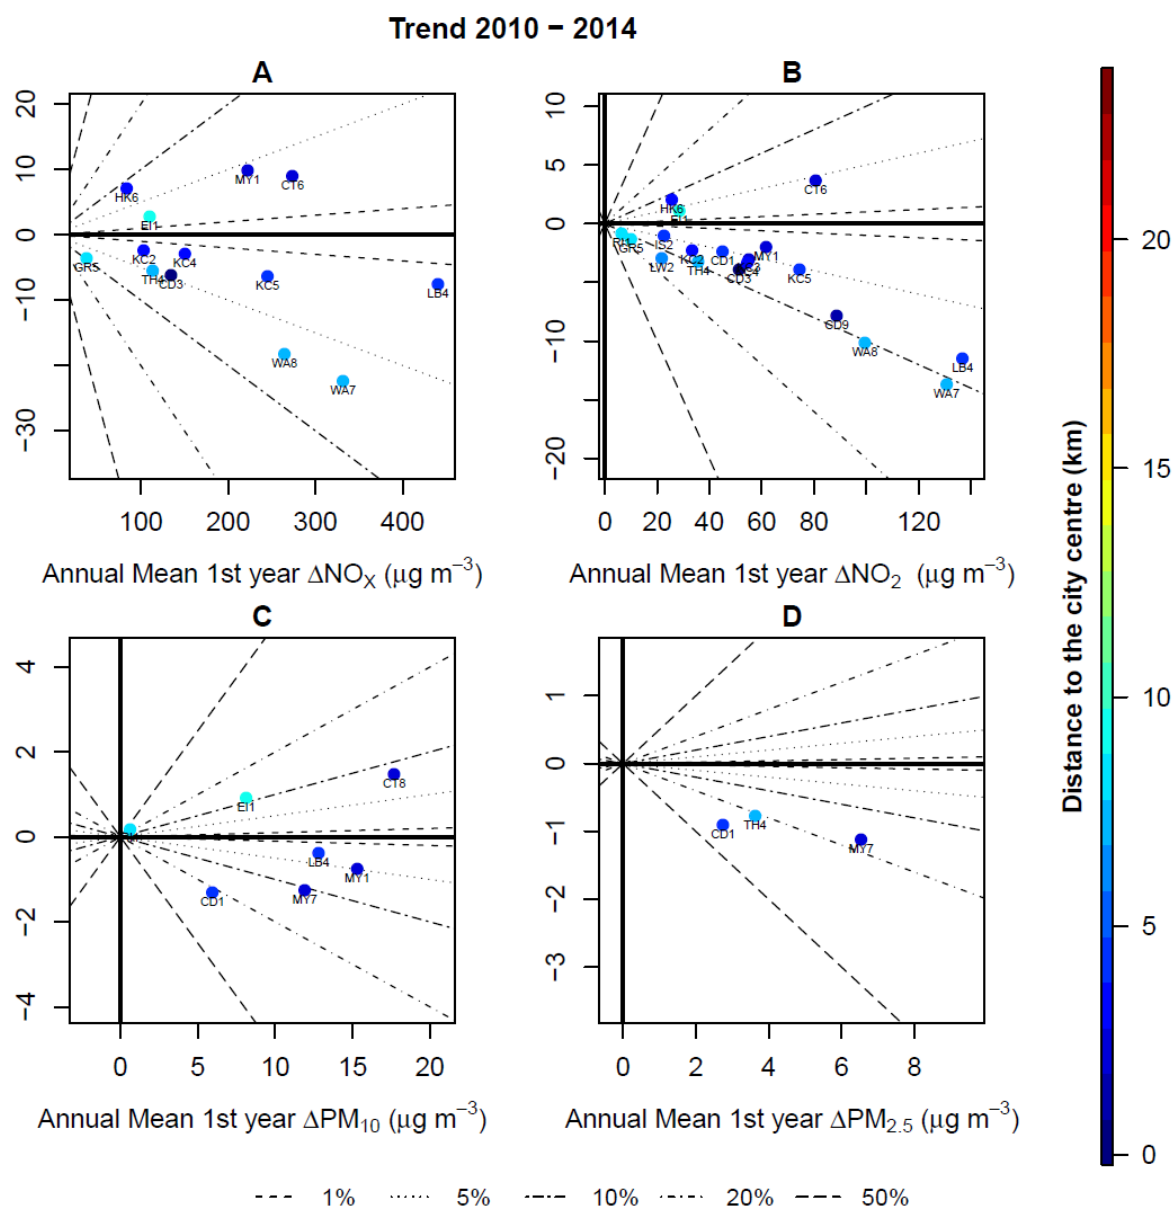 Trend 2010 − 2014
A
20
10
0
−10
−30
HK6
MY1
CT6
EI1
KC2
KC4
GR5
TH4
CD3
KC5
LB4
WA8
WA7
100
200
300
400
Annual Mean 1st year ΔNOX (μg m−3)
B
10
5
0
−10
−20
CT6
HK6
EI1
RI1
GR5
IS2
LW2
KC2
TH4
CD1
MY1
CD3
KC5
CD9
WA8
LB4
WA7
0
20
40
60
80
120
Annual Mean 1st year ΔNO2 (μg m−3)
C
4
2
0
−2
−4
CT8
EI1
LB4
MY1
CD1
MY7
0
5
10
15
20
Annual Mean 1st year ΔPM10 (μg m−3)
D
1
0
−1
−2
−3
CD1
TH4
MY7
0
2
4
6
8
Annual Mean 1st year ΔPM2.5 (μg m−3)
Distance to the city centre (km)
20
15
10
5
0
1% 5% 10% 20% 50%